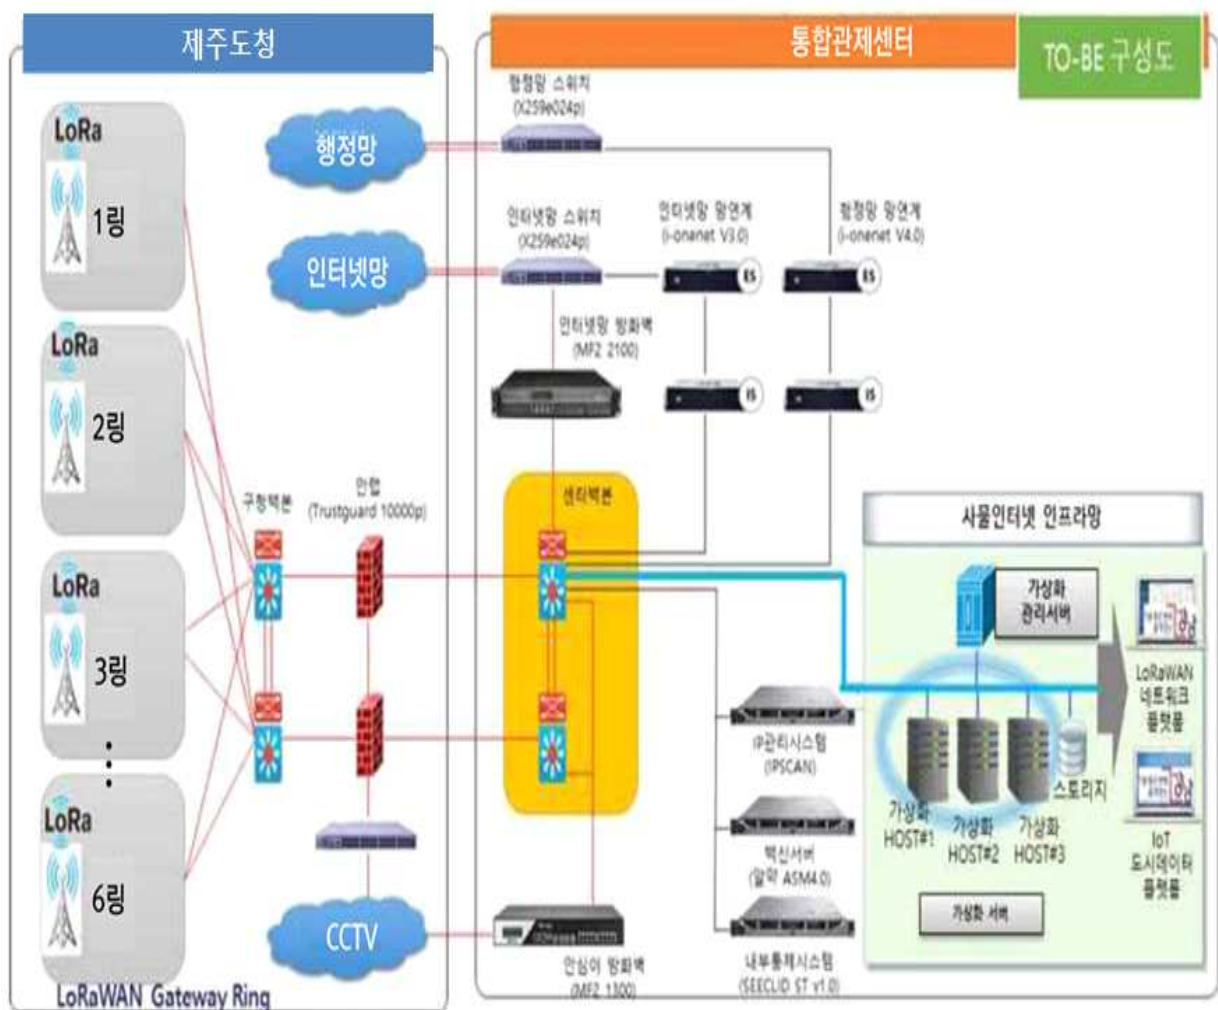 제주도청
통합관제센터
TO-BE 구성도
LoRa
1링
LoRa
2링
LoRa
3링
LoRa
6링
LoRaWAN Gateway Ring
행정망
인터넷망
구청백본
안랩
(Trustguard 10000p)
CCTV
행정망 스위치
(X259e024p)
인터넷망 스위치
(X259e024p)
인터넷망 망연계
(i-onenet V3.0)
행정망 망연계
(i-onenet V4.0)
ES
ES
인터넷망 방화벽
(MF2 2100)
IS
IS
센터백본
사물인터넷 인프라망
가상화
관리서버
LoRaWAN
네트워크
플랫폼
IP관리시스템
(IPSCAN)
가상화
HOST#1
가상화
HOST#2
가상화
HOST#3
스토리지
IoT
도시데이터
플랫폼
백신서버
(알약 ASM4.0)
가상화 서버
안심이 방화벽
(MF2 1300)
내부통제시스템
(SEECLID ST v1.0)